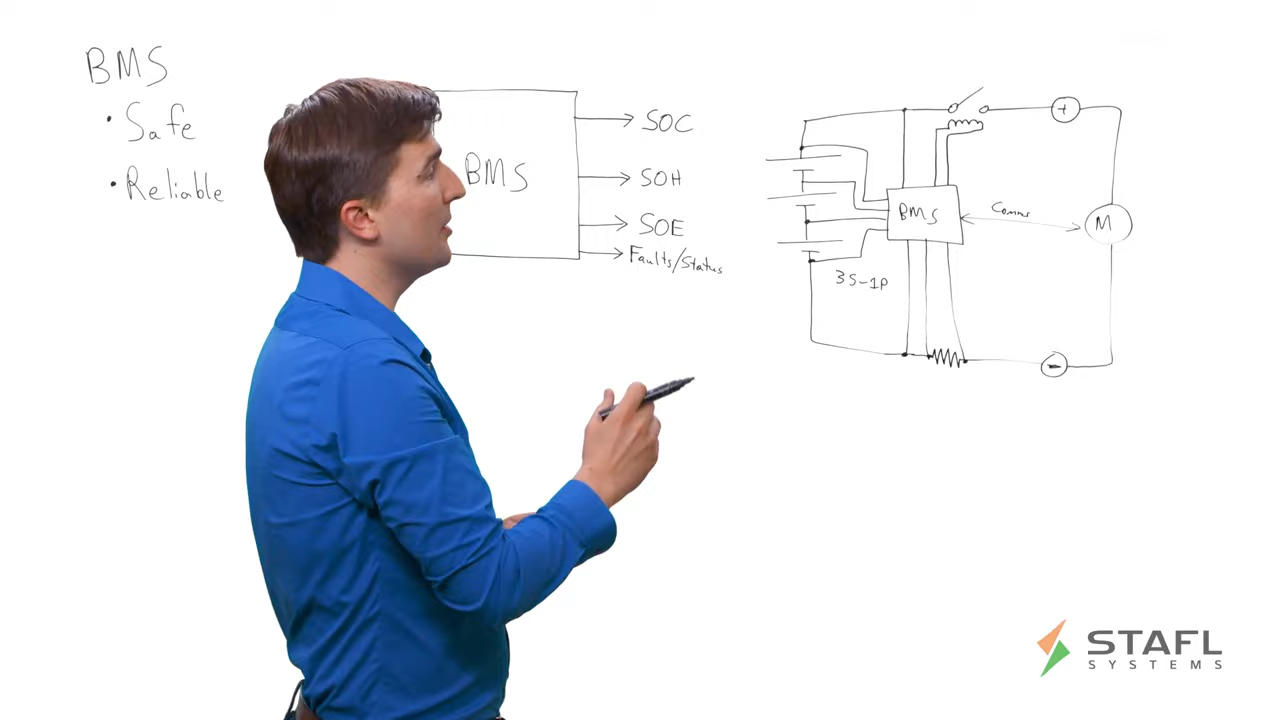 BMS
• Safe
• Reliable
BMS
SOC
SOH
SOE
Faults/Status
+
BMS
Comms
M
3S-1P
-
STAFL
SYSTEMS